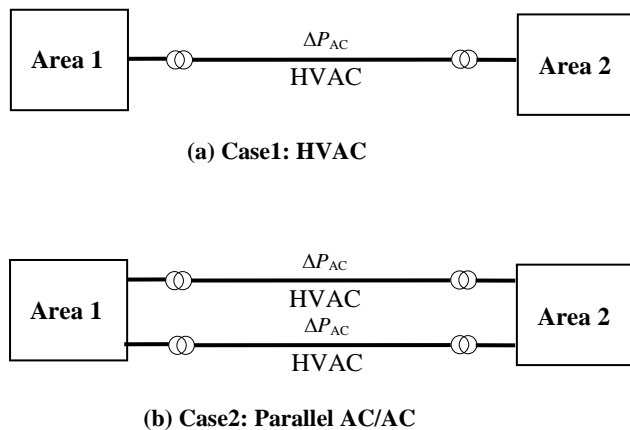 Area 1
ΔP_AC
HVAC
Area 2
(a) Case1: HVAC
Area 1
ΔP_AC
HVAC
ΔP_AC
HVAC
Area 2
(b) Case2: Parallel AC/AC